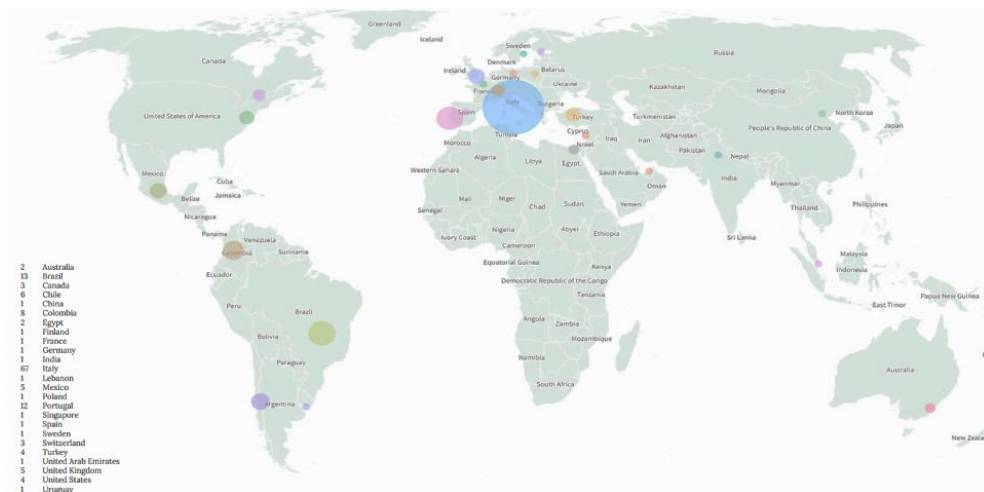 Greenland
Iceland
Sweden
Russia
Canada
Denmark
Ireland
Belarus
Germany
Ukraine
Kazakhstan
Mongolia
France
Italy
Bulgaria
United States of America
Spain
Turkey
Turkmenistan
North Korea
People's Republic of China
Japan
Tunisia
Cyprus
Afghanistan
Morocco
Israel
Iraq
Iran
Pakistan
Algeria
Libya
Egypt
Nepal
Mexico
Western Sahara
Saudi Arabia
India
Cuba
Oman
Myanmar
Belize
Jamaica
Mali
Niger
Chad
Sudan
Yemen
Thailand
Philippines
Nicaragua
Senegal
Panama
Venezuela
Nigeria
Abyei
Ethiopia
Ivory Coast
Sri Lanka
Colombia
Suriname
Cameroon
Malaysia
Equatorial Guinea
Kenya
Indonesia
Ecuador
Democratic Republic of the Congo
Tanzania
Papua New Guinea
Peru
Brazil
East Timor
Angola
Zambia
Bolivia
Mozambique
Namibia
Paraguay
Australia
South Africa
Argentina
New Zeala
2 Australia
13 Brazil
3 Canada
6 Chile
1 China
8 Colombia
2 Egypt
1 Finland
1 France
1 Germany
1 India
67 Italy
1 Lebanon
5 Mexico
1 Poland
12 Portugal
1 Singapore
1 Spain
1 Sweden
3 Switzerland
4 Turkey
1 United Arab Emirates
5 United Kingdom
4 United States
1 Uruguay